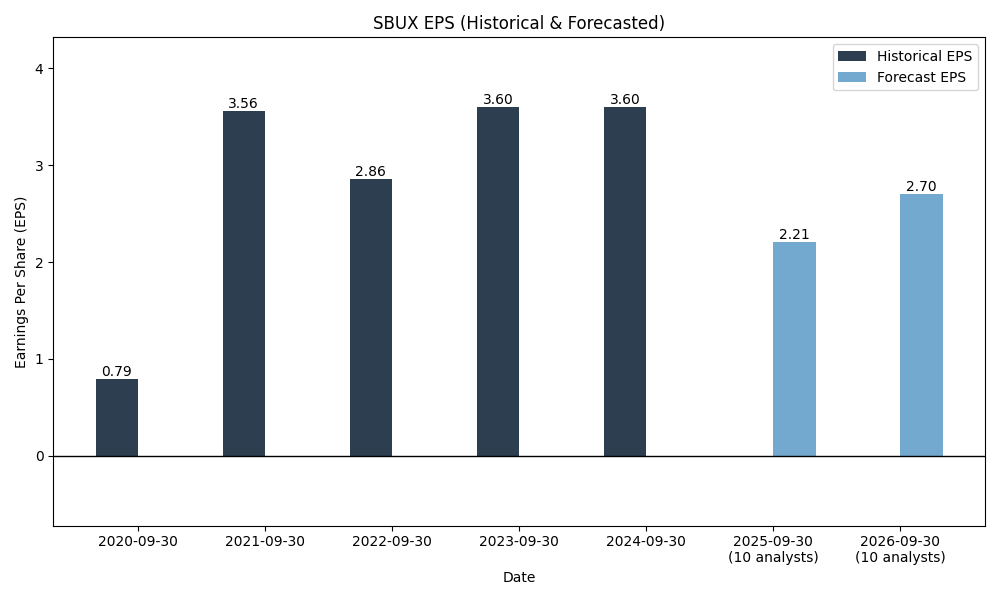 SBUX EPS (Historical & Forecasted)
Historical EPS
Forecast EPS
Earnings Per Share (EPS)
4
3
2
1
0
0.79
3.56
2.86
3.60
3.60
2.21
2.70
2020-09-30
2021-09-30
2022-09-30
2023-09-30
2024-09-30
2025-09-30
(10 analysts)
2026-09-30
(10 analysts)
Date